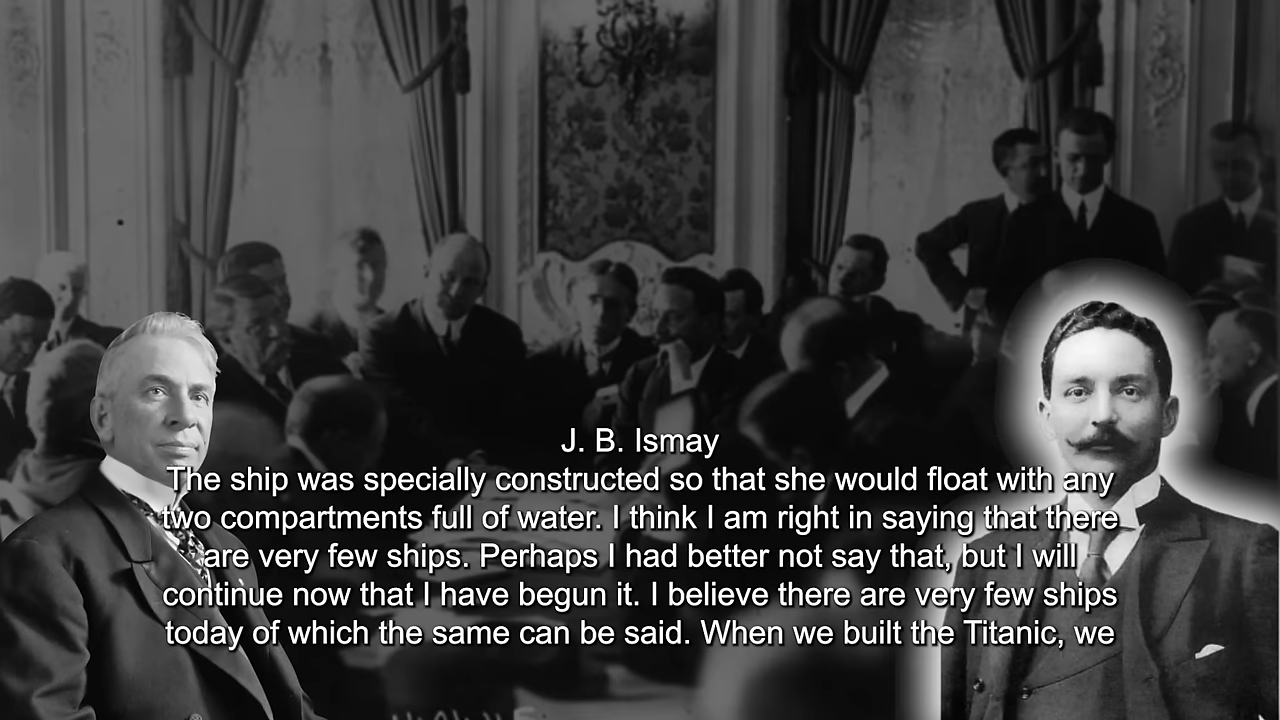 J. B. Ismay
The ship was specially constructed so that she would float with any
two compartments full of water. I think I am right in saying that there
are very few ships. Perhaps I had better not say that, but I will
continue now that I have begun it. I believe there are very few ships
today of which the same can be said. When we built the Titanic, we